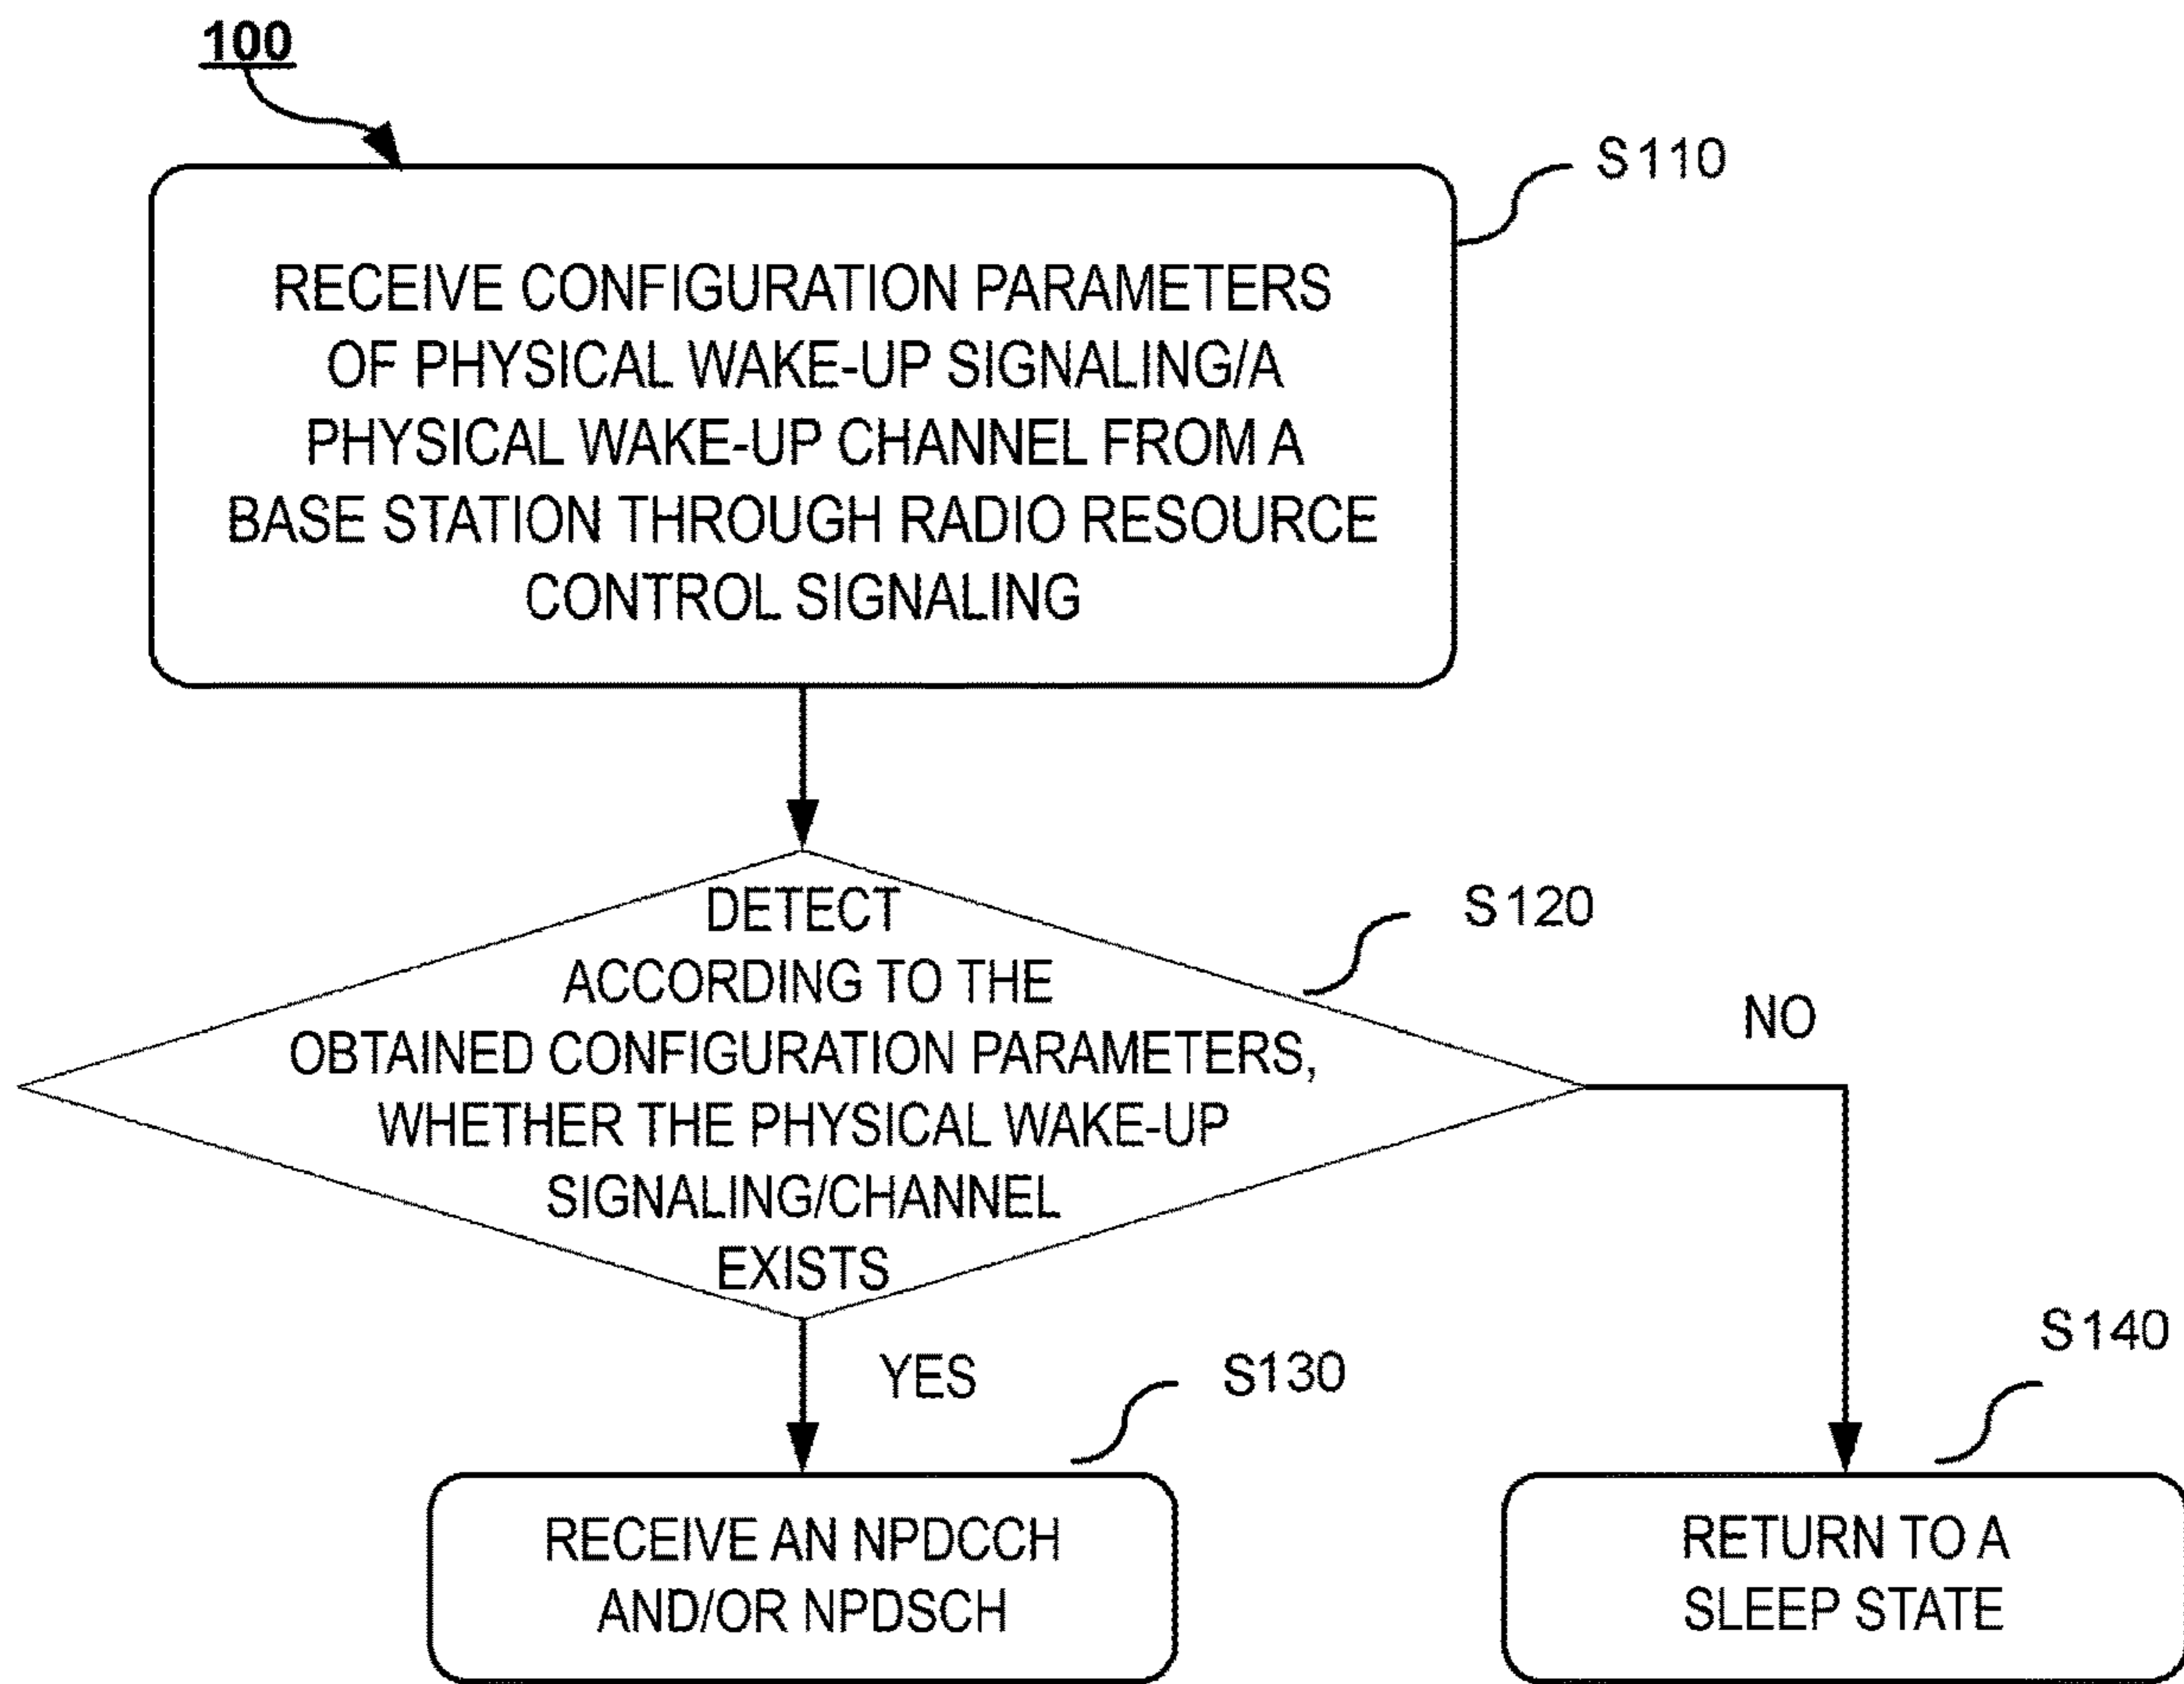 100
S110
RECEIVE CONFIGURATION PARAMETERS
OF PHYSICAL WAKE-UP SIGNALING/A
PHYSICAL WAKE-UP CHANNEL FROM A
BASE STATION THROUGH RADIO RESOURCE
CONTROL SIGNALING
S120
DETECT
ACCORDING TO THE
OBTAINED CONFIGURATION PARAMETERS,
WHETHER THE PHYSICAL WAKE-UP
SIGNALING/CHANNEL
EXISTS
NO
YES
S130
S140
RECEIVE AN NPDCCH
AND/OR NPDSCH
RETURN TO A
SLEEP STATE